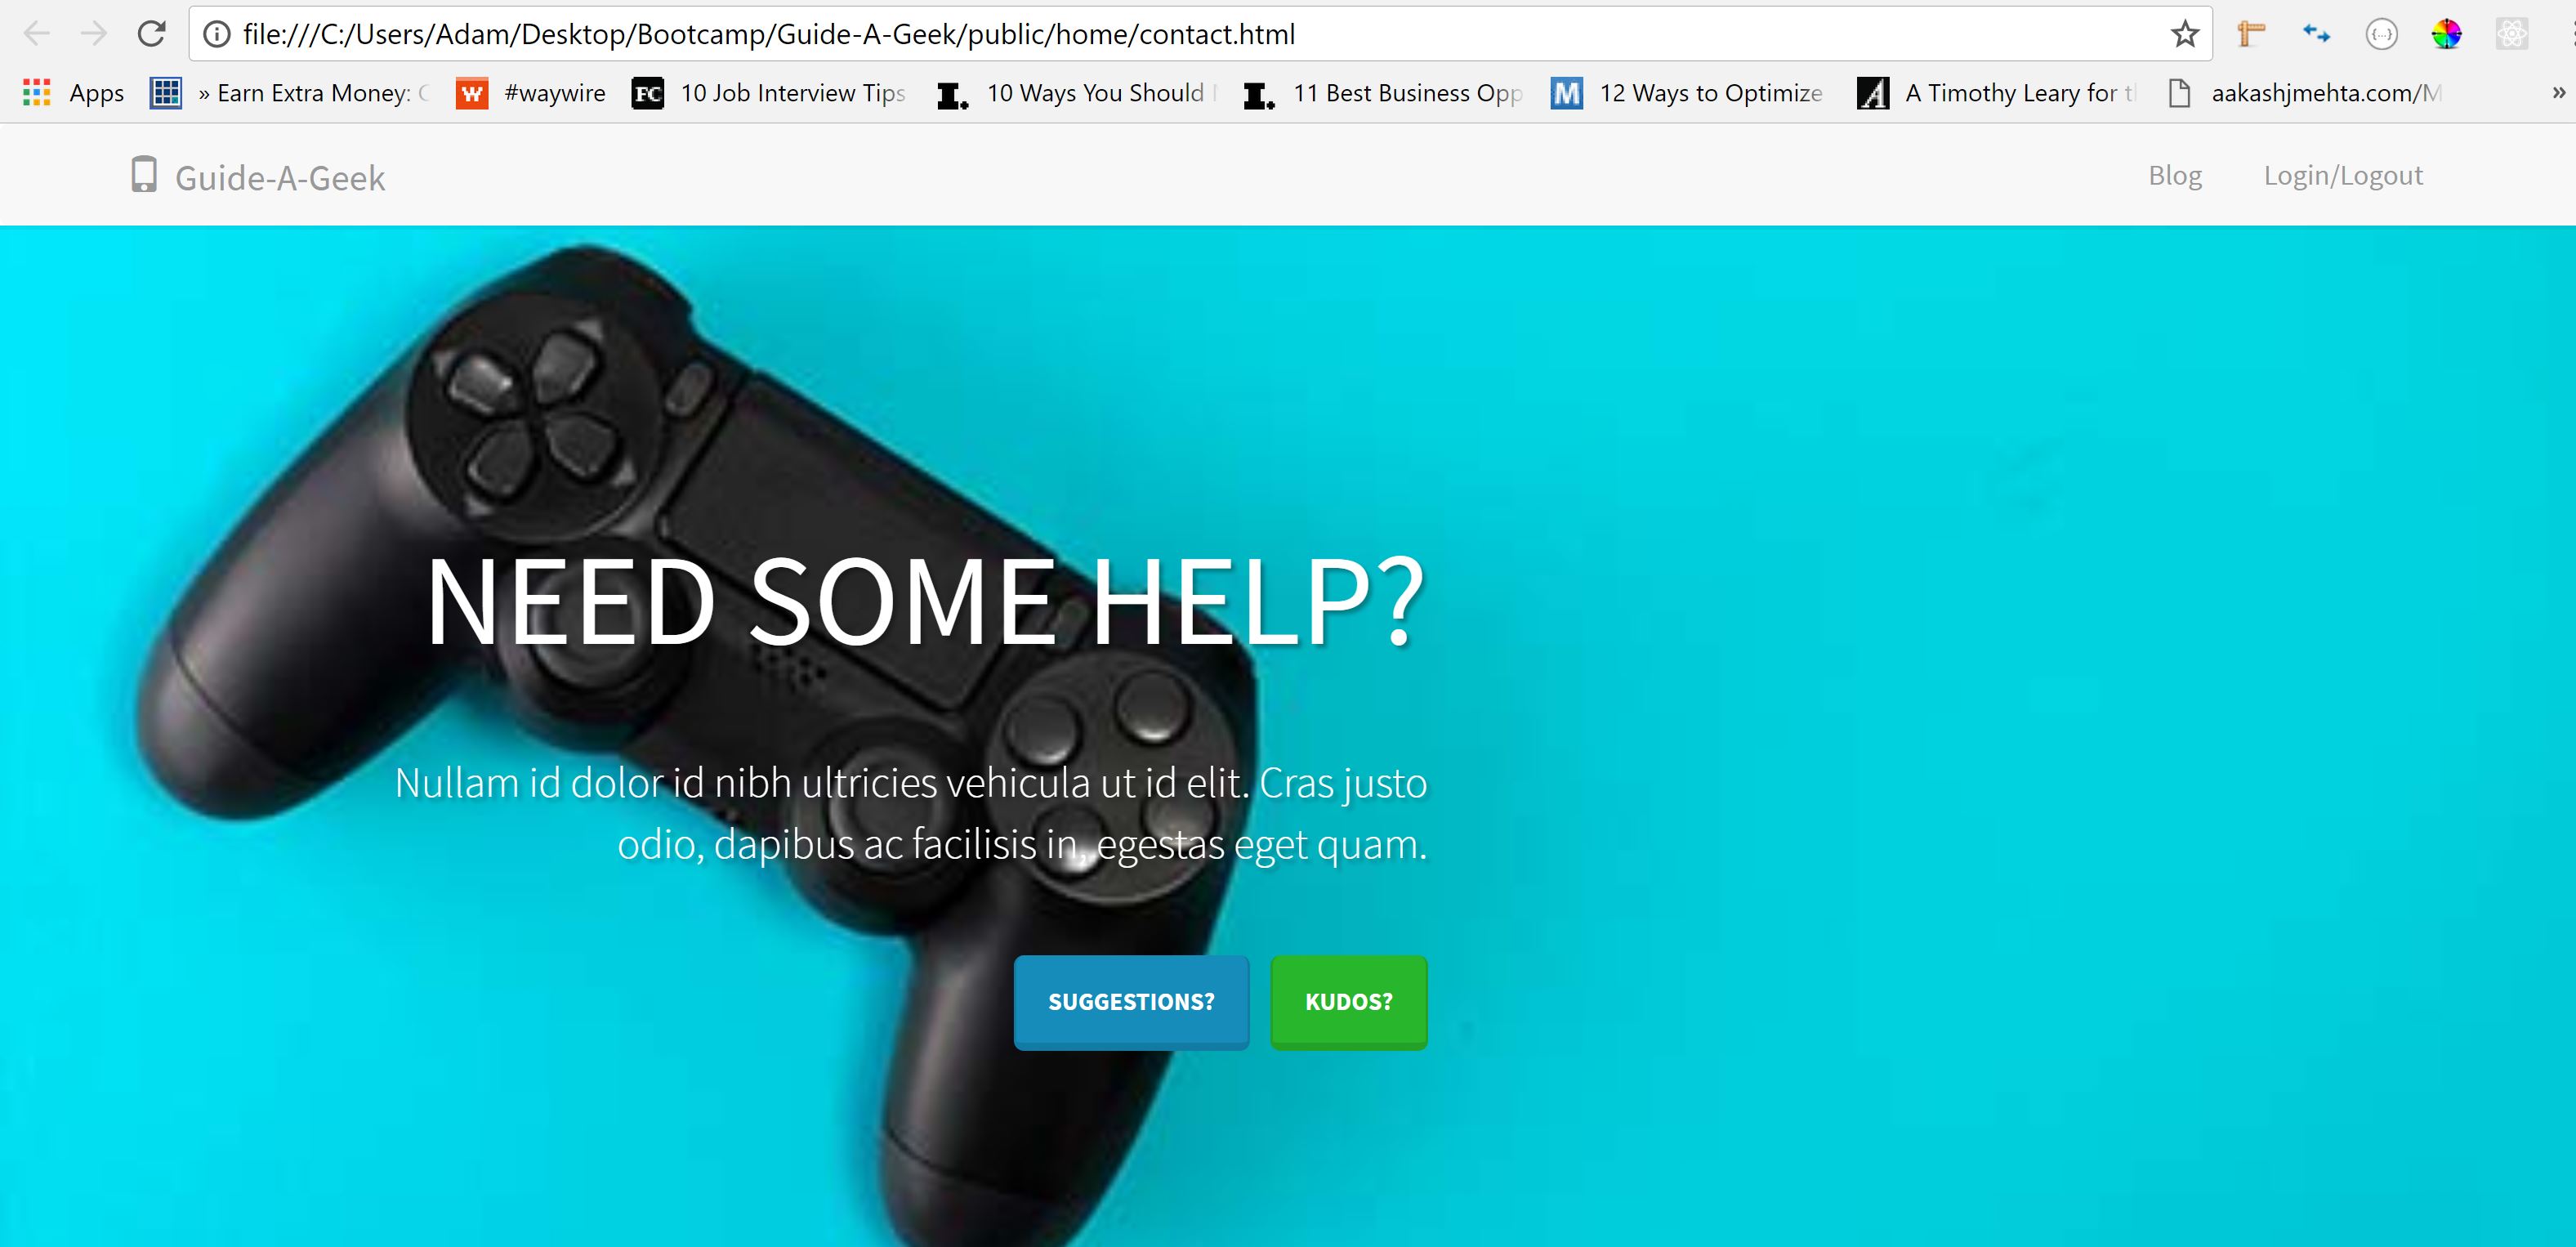 file:///C:/Users/Adam/Desktop/Bootcamp/Guide-A-Geek/public/home/contact.html
Apps » Earn Extra Money: #waywire FC 10 Job Interview Tips 10 Ways You Should 11 Best Business Opp M 12 Ways to Optimize A A Timothy Leary for aakashjmehta.com/M »
Guide-A-Geek Blog Login/Logout
NEED SOME HELP?
Nullam id dolor id nibh ultricies vehicula ut id elit. Cras justo
odio, dapibus ac facilisis in, egestas eget quam.
SUGGESTIONS? KUDOS?